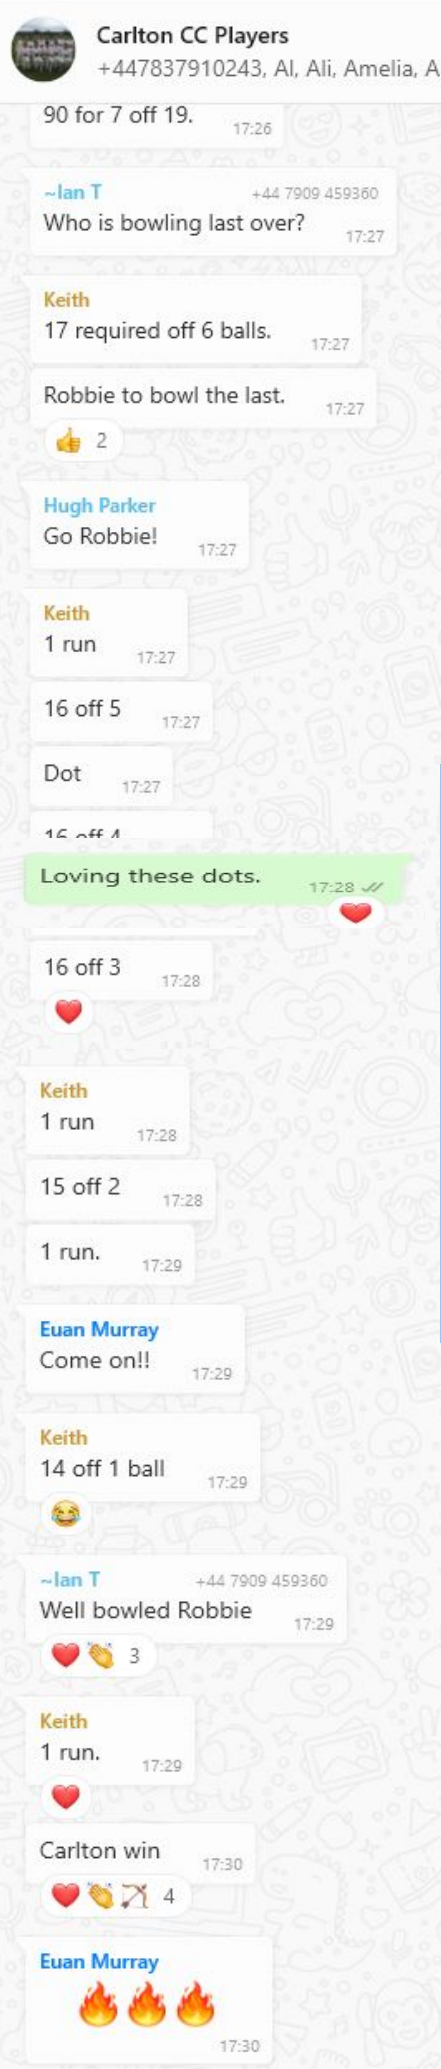 Carlton CC Players
+447837910243, Al, Ali, Amelia, A
90 for 7 off 19.
17:26
~Ian T +44 7909 459360
Who is bowling last over?
17:27
Keith
17 required off 6 balls.
17:27
Robbie to bowl the last.
17:27
👍 2
Hugh Parker
Go Robbie!
17:27
Keith
1 run
17:27
16 off 5
17:27
Dot
17:27
16 off 4
Loving these dots.
17:28
❤️
16 off 3
17:28
❤️
Keith
1 run
17:28
15 off 2
17:28
1 run.
17:29
Euan Murray
Come on!!
17:29
Keith
14 off 1 ball
17:29
😂
~Ian T +44 7909 459360
Well bowled Robbie
17:29
❤️👏 3
Keith
1 run.
17:29
❤️
Carlton win
17:30
❤️👏🏹 4
Euan Murray
🔥🔥🔥
17:30